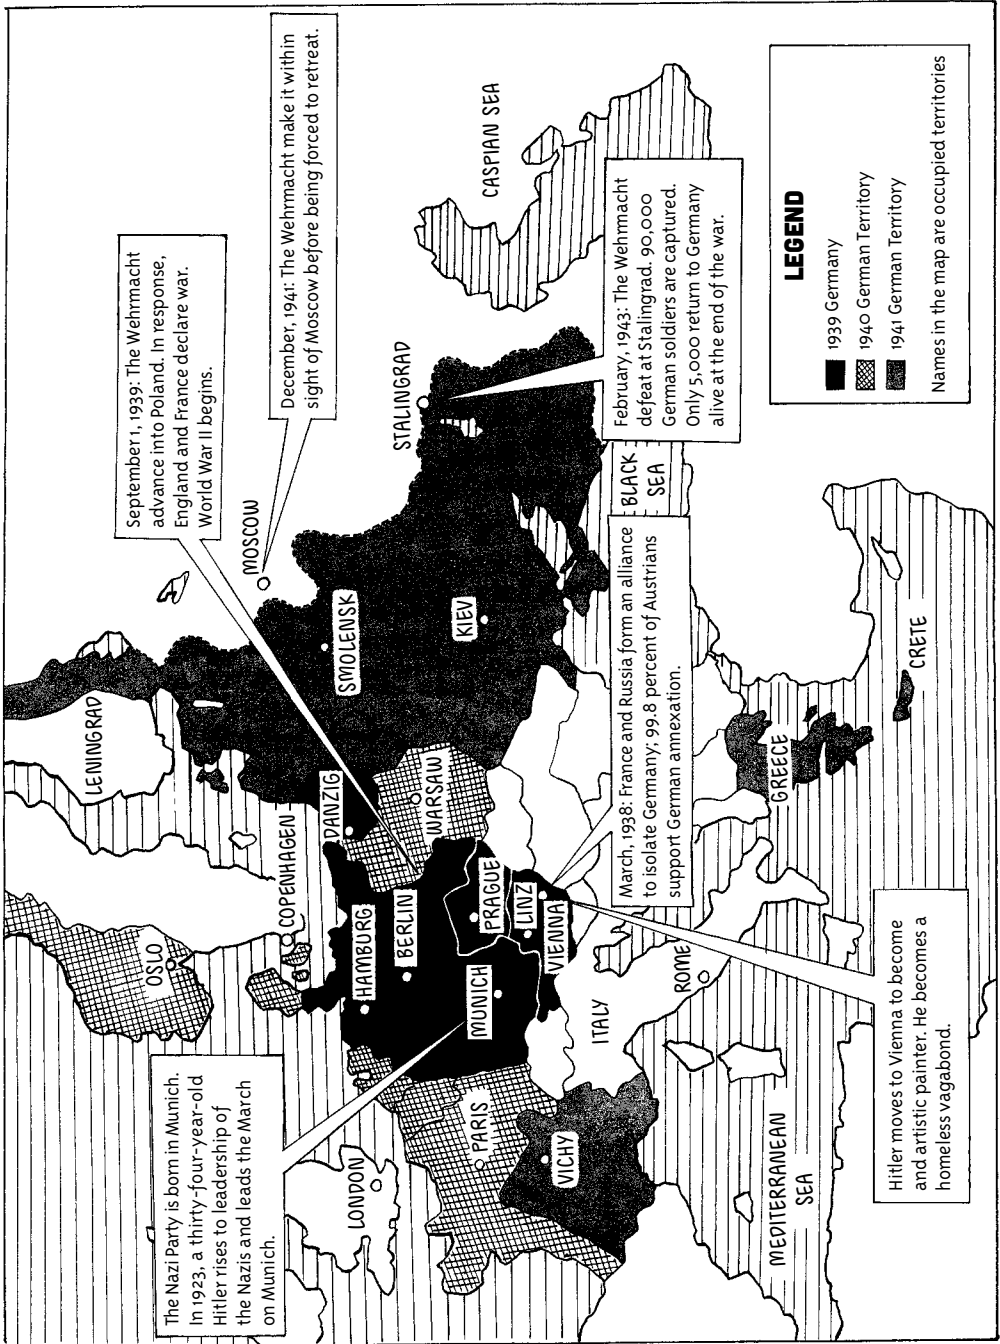 The Nazi Party is born in Munich.
In 1923, a thirty-four-year-old
Hitler rises to leadership of
the Nazis and leads the March
on Munich.
September 1, 1939: The Wehrmacht
advance into Poland. In response,
England and France declare war.
World War II begins.
December, 1941: The Wehrmacht make it within
sight of Moscow before being forced to retreat.
OSLO
LENINGRAD
COPENHAGEN
MOSCOW
LONDON
HAMBURG
DANZIG
BERLIN
SMOLENSK
STALINGRAD
WARSAW
KIEV
CASPIAN SEA
PARIS
MUNICH
PRAGUE
LINZ
VIENNA
VICHY
ITALY
February, 1943: The Wehrmacht
defeat at Stalingrad. 90,000
German soldiers are captured.
Only 5,000 return to Germany
alive at the end of the war.
BLACK
SEA
March, 1938: France and Russia form an alliance
to isolate Germany; 99.8 percent of Austrians
support German annexation.
ROME
GREECE
CRETE
MEDITERRANEAN
SEA
Hitler moves to Vienna to become
and artistic painter. He becomes a
homeless vagabond.
LEGEND
1939 Germany
1940 German Territory
1941 German Territory
Names in the map are occupied territories